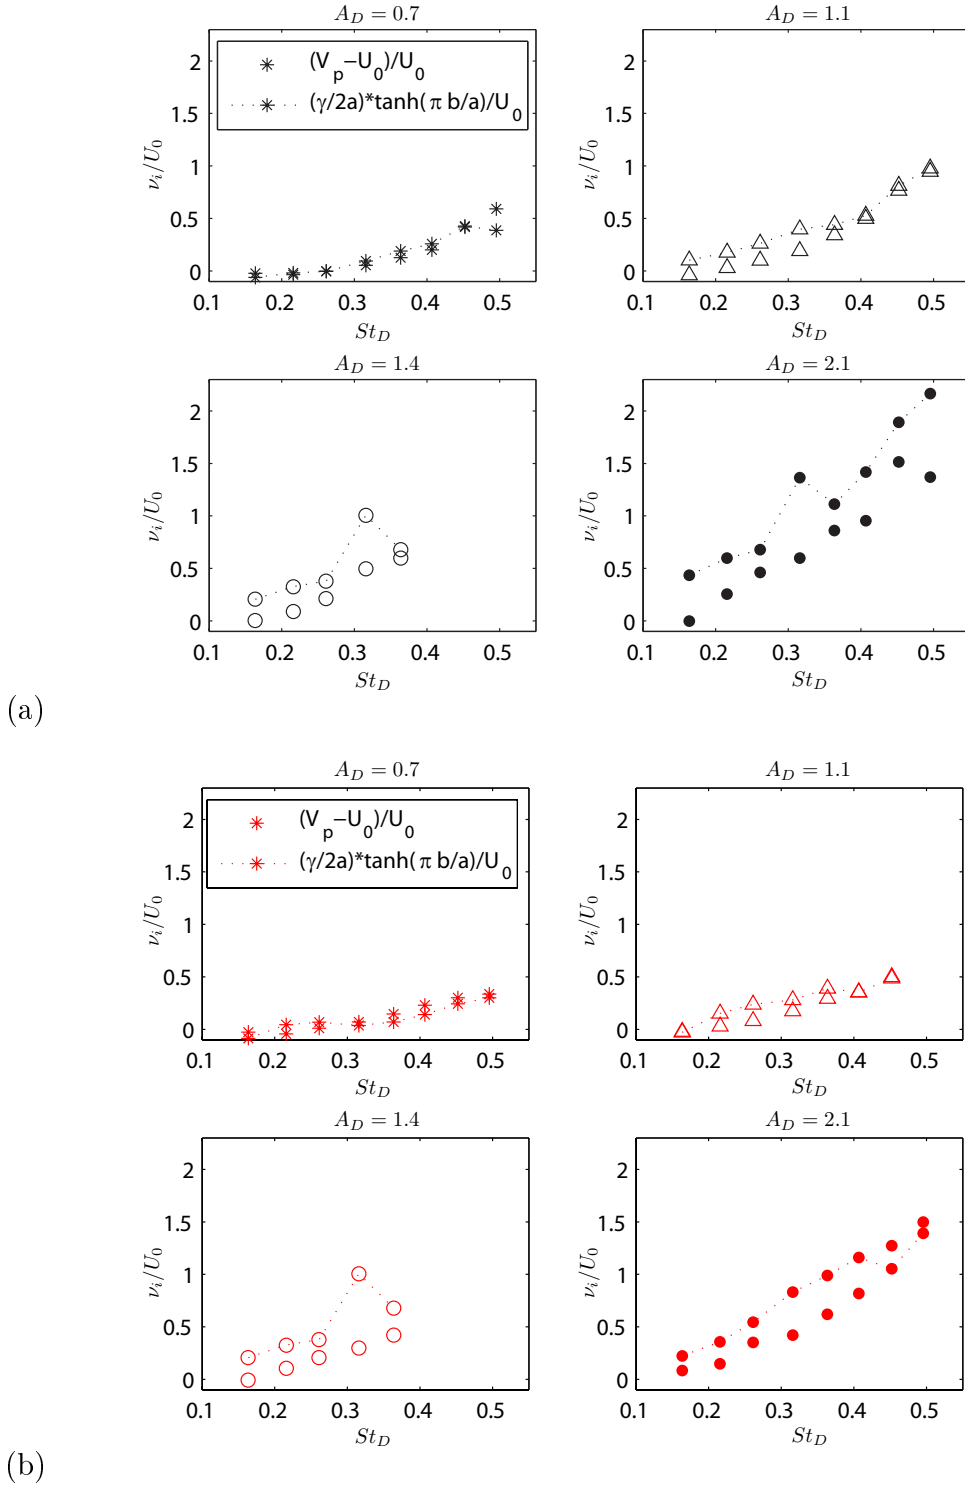 A_D = 0.7
2
1.5
1
0.5
0
ν_i/U_0
(V_p−U_0)/U_0
(γ/2a)*tanh(π b/a)/U_0
0.1 0.2 0.3 0.4 0.5
St_D
A_D = 1.1
2
1.5
1
0.5
0
ν_i/U_0
0.1 0.2 0.3 0.4 0.5
St_D
A_D = 1.4
2
1.5
1
0.5
0
ν_i/U_0
0.1 0.2 0.3 0.4 0.5
St_D
A_D = 2.1
2
1.5
1
0.5
0
ν_i/U_0
0.1 0.2 0.3 0.4 0.5
St_D
(a)
A_D = 0.7
2
1.5
1
0.5
0
ν_i/U_0
(V_p−U_0)/U_0
(γ/2a)*tanh(π b/a)/U_0
0.1 0.2 0.3 0.4 0.5
St_D
A_D = 1.1
2
1.5
1
0.5
0
ν_i/U_0
0.1 0.2 0.3 0.4 0.5
St_D
A_D = 1.4
2
1.5
1
0.5
0
ν_i/U_0
0.1 0.2 0.3 0.4 0.5
St_D
A_D = 2.1
2
1.5
1
0.5
0
ν_i/U_0
0.1 0.2 0.3 0.4 0.5
St_D
(b)